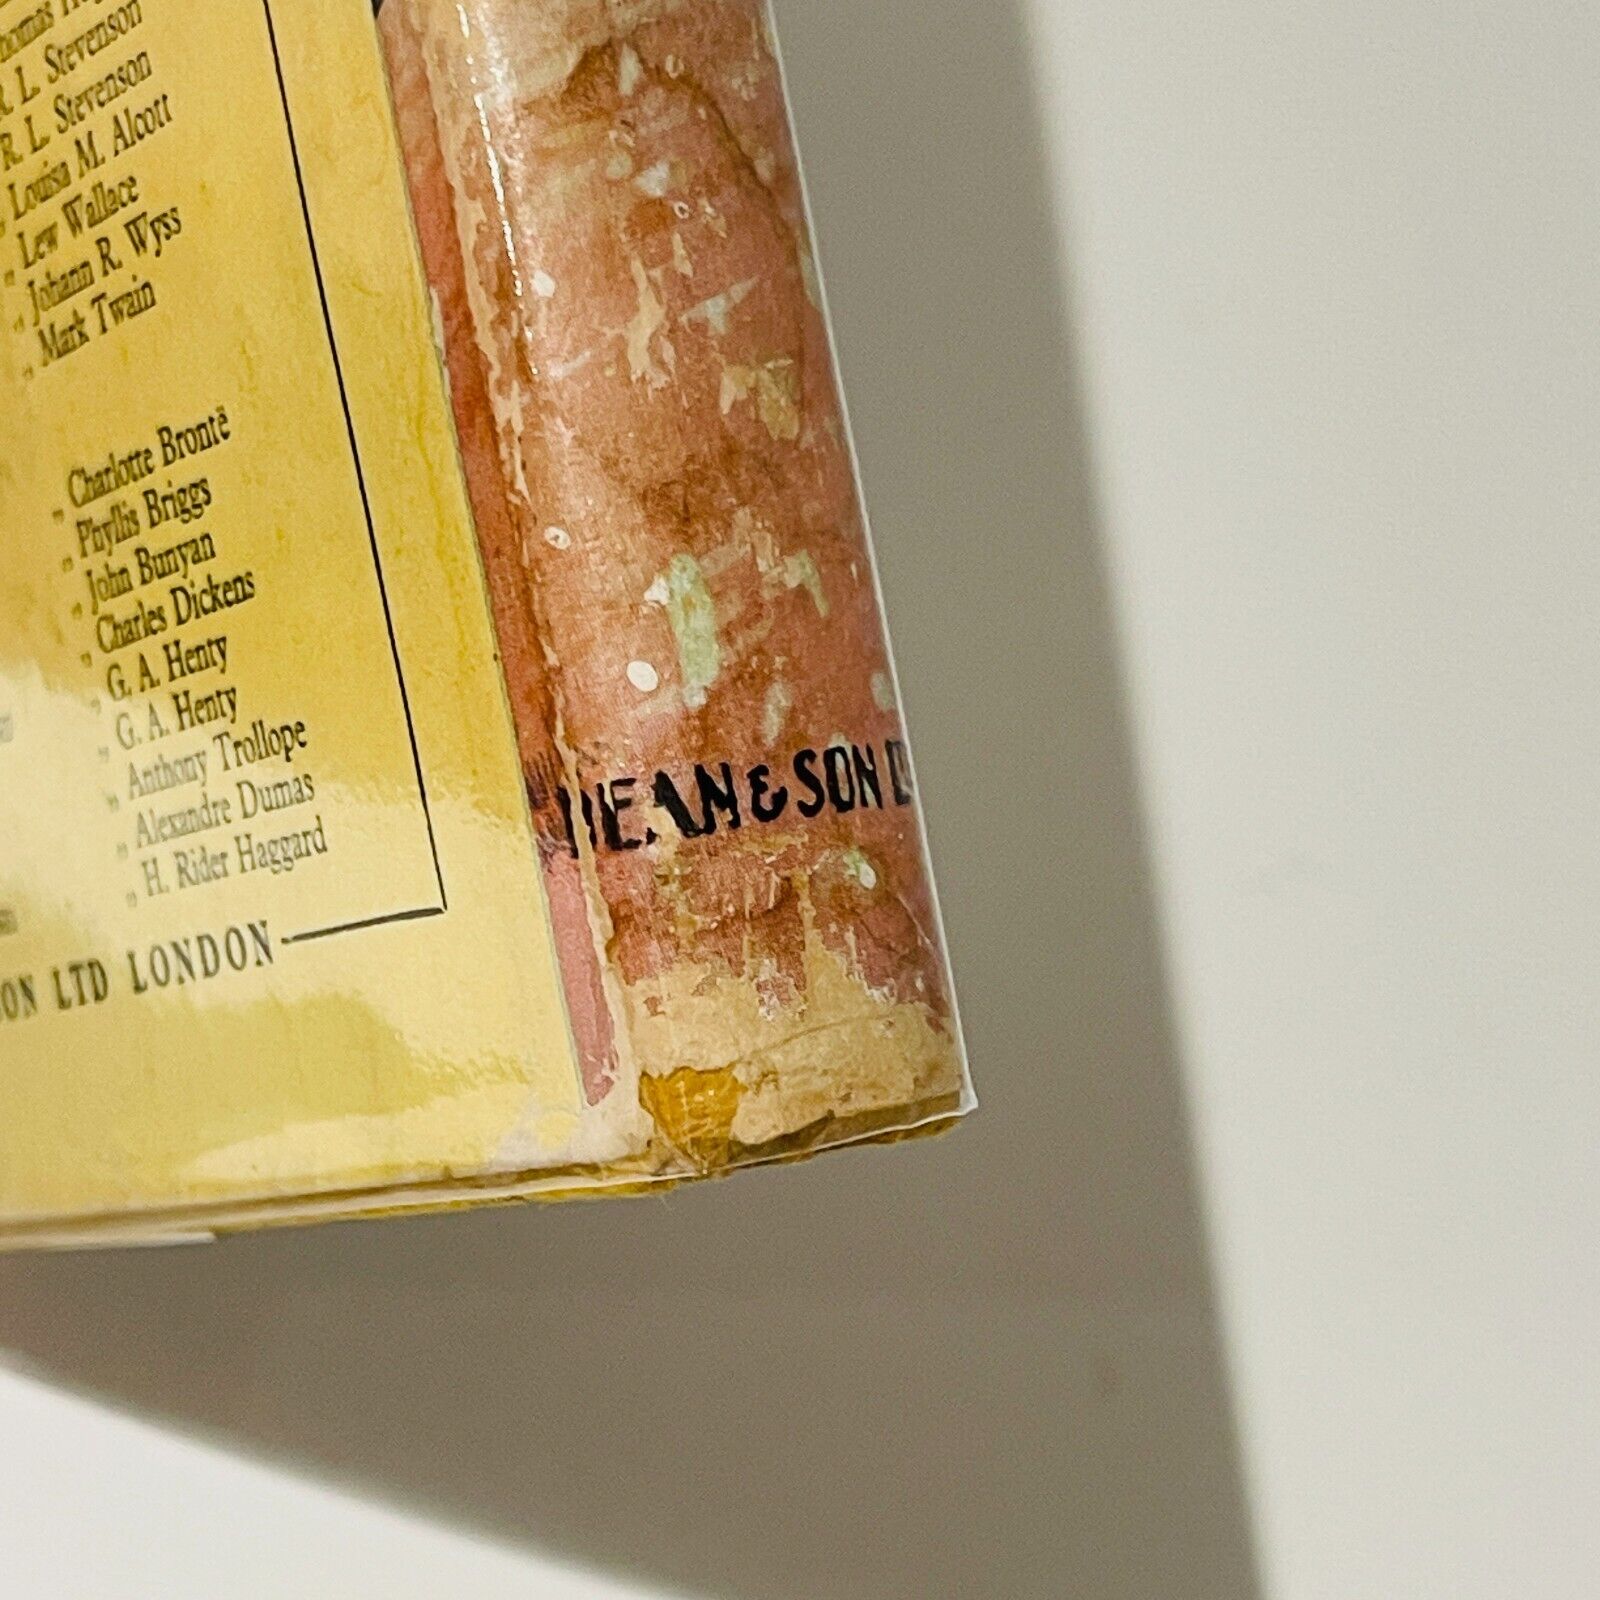 R. L. Stevenson
R. L. Stevenson
„ Louisa M. Alcott
„ Lew Wallace
„ Johann R. Wyss
„ Mark Twain
„ Charlotte Brontë
„ Phyllis Briggs
„ John Bunyan
„ Charles Dickens
„ G. A. Henty
„ G. A. Henty
„ Anthony Trollope
„ Alexandre Dumas
„ H. Rider Haggard
ON LTD LONDON
DEAN & SON